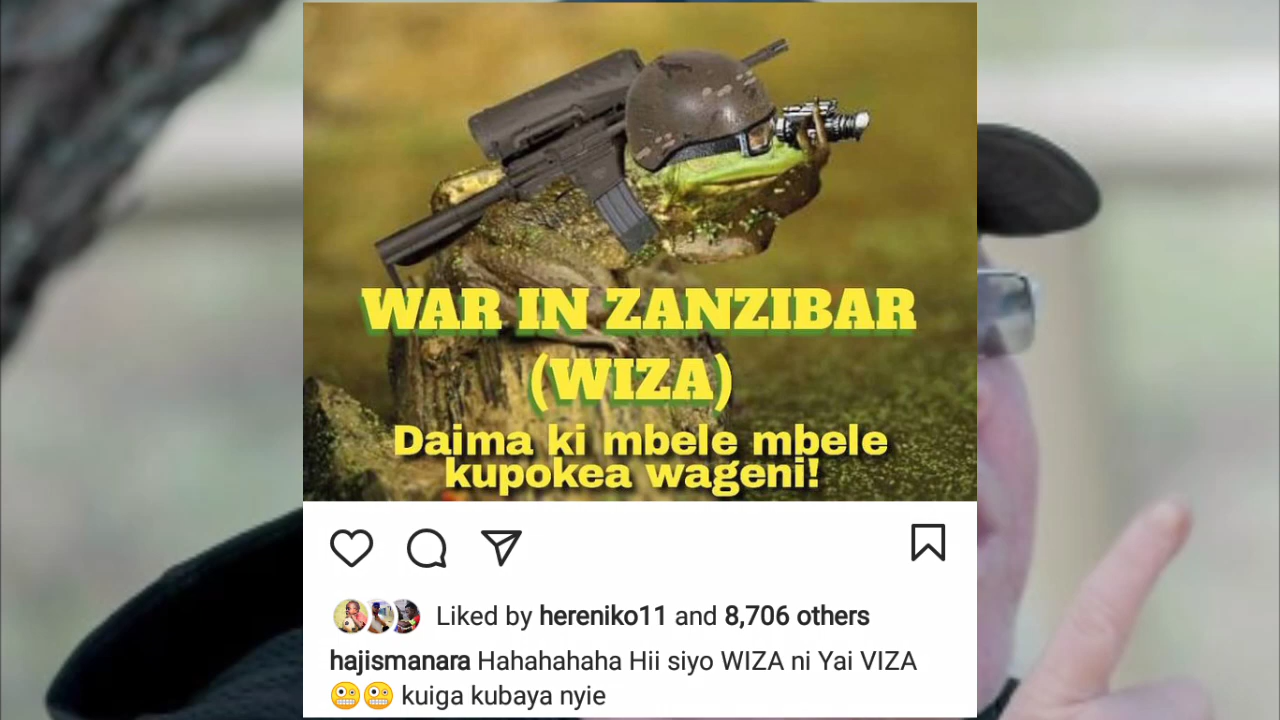 WAR IN ZANZIBAR
(WIZA)
Daima ki mbele mbele
kupokea wageni!
Liked by hereniko11 and 8,706 others
hajismanara Hahahahaha Hii siyo WIZA ni Yai VIZA
😬😬 kuiga kubaya nyie